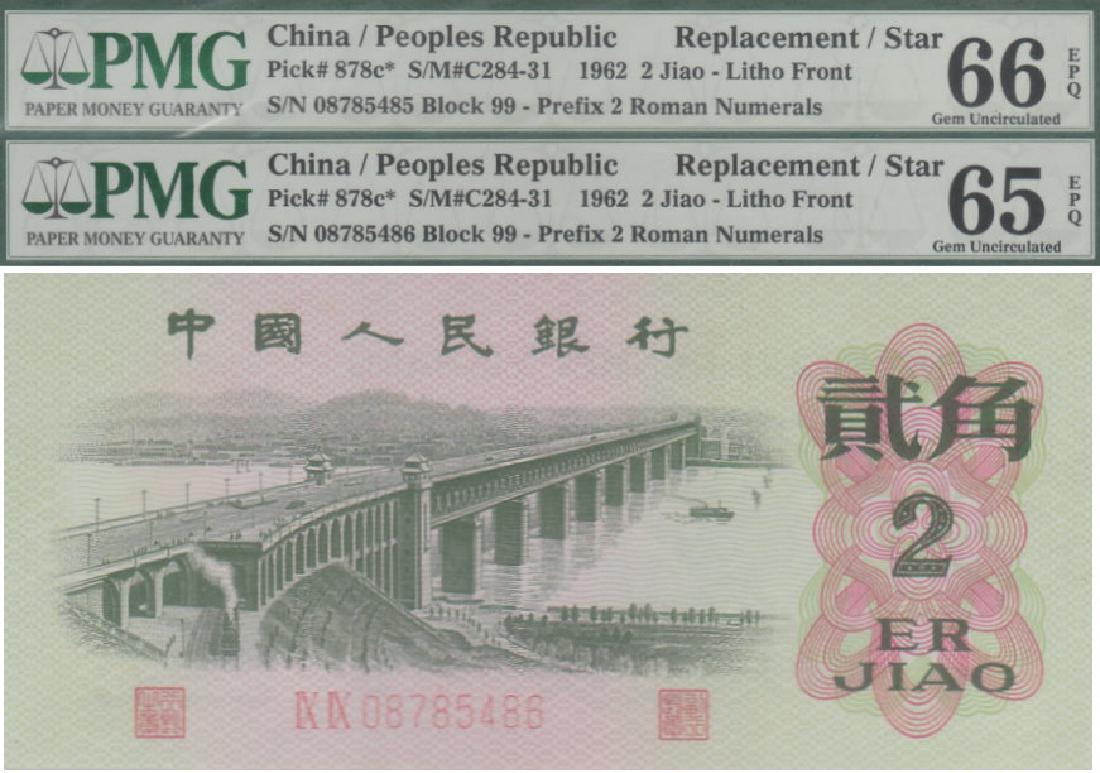 PMG
PAPER MONEY GUARANTY
China / Peoples Republic Replacement / Star
Pick# 878c* S/M#C284-31 1962 2 Jiao - Litho Front
S/N 08785485 Block 99 - Prefix 2 Roman Numerals
66 EPQ
Gem Uncirculated
PMG
PAPER MONEY GUARANTY
China / Peoples Republic Replacement / Star
Pick# 878c* S/M#C284-31 1962 2 Jiao - Litho Front
S/N 08785486 Block 99 - Prefix 2 Roman Numerals
65 EPQ
Gem Uncirculated
中國人民銀行
貳角
2
ER
JIAO
IX IX 08785486